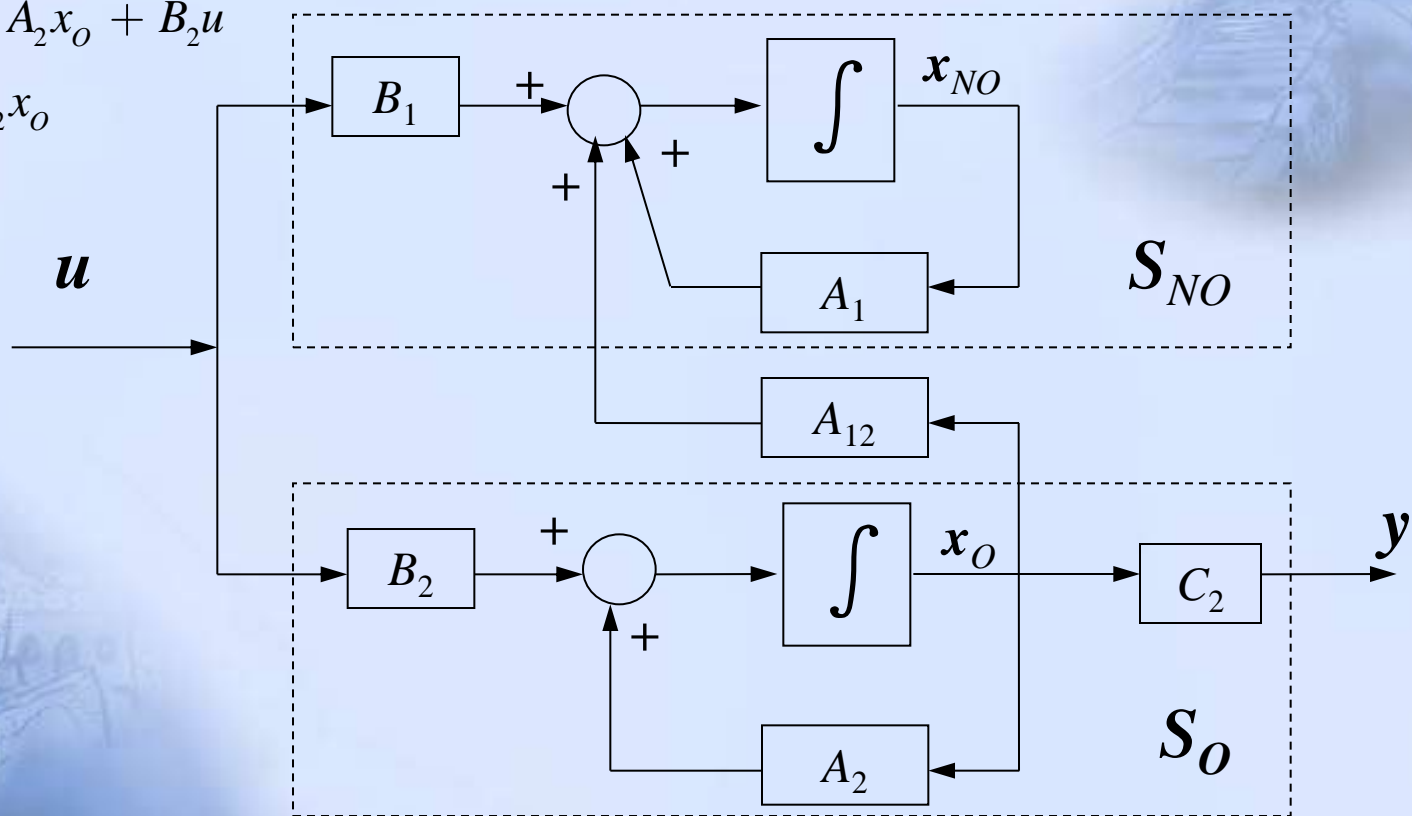 A₂x_O + B₂u
₂x_O
u
B₁
+
+
+
∫
x_NO
A₁
S_NO
A₁₂
B₂
+
+
∫
x_O
C₂
y
A₂
S_O